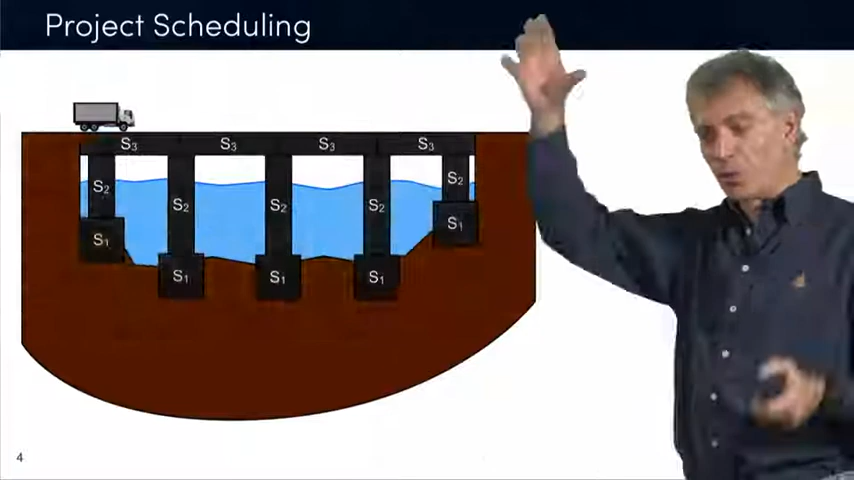 Project Scheduling
S3 S3 S3 S3
S2 S2 S2 S2 S2
S1 S1 S1 S1 S1
4